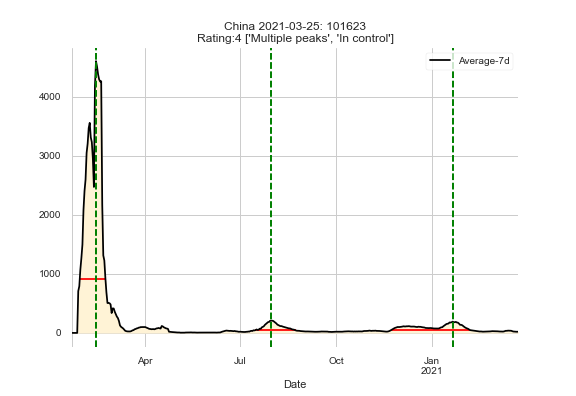 China 2021-03-25: 101623
Rating:4 ['Multiple peaks', 'In control']
Average-7d
4000
3000
2000
1000
0
Apr
Jul
Oct
Jan
2021
Date